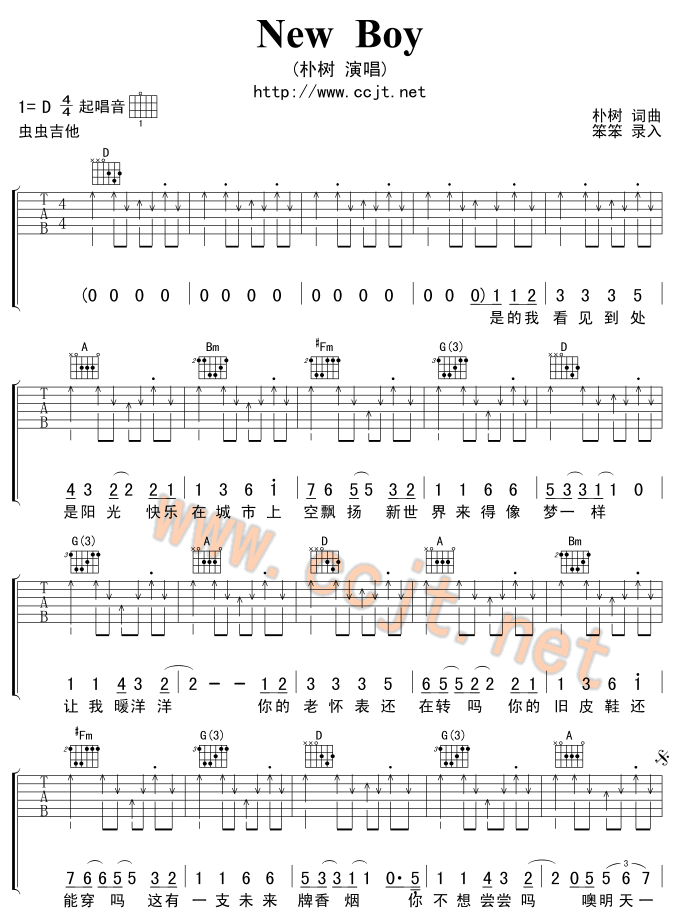 New Boy
(朴树 演唱)
http://www.ccjt.net
1= D 4/4 起唱音
1
朴树 词曲
虫虫吉他
笨笨 录入
D
T A B 4 4
(0 0 0 0 0 0 0 0 0 0 0 0 0 0 0) 1 1 2 3 3 3 5
是的我 看见到处
A Bm #Fm G(3) D
T A B
4 3 2 2 2 1 1 3 6 1 7 6 5 5 3 2 1 1 6 6 5 3 3 3 1 1 0
是阳光 快乐在城市上 空飘扬 新世 界来得像 梦一样
www.ccjt.net
G(3) A D A Bm
T A B
1 1 4 3 2 2 - - 1 2 3 3 3 5 6 5 5 2 2 2 1 1 3 6 1
让我暖洋洋 你的老怀表还 在转吗 你的旧皮鞋还
#Fm G(3) D G(3) A
T A B
7 6 6 5 5 3 2 1 1 6 6 5 3 3 1 1 0· 5 1 1 4 3 2 2 0 5 5 6 7
能穿吗 这有一支未来 牌香烟 你不想尝尝吗 噢明天一